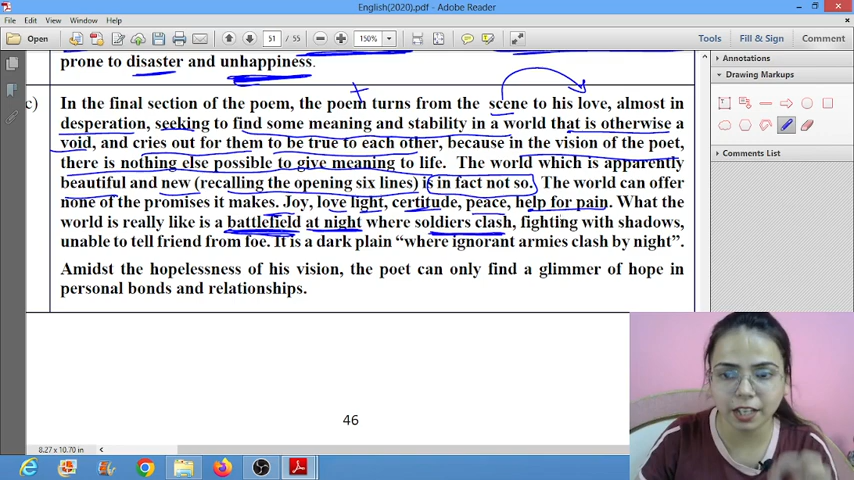 English(2020).pdf - Adobe Reader
File Edit View Window Help
Open 51 / 55 150% Tools Fill & Sign Comment
prone to disaster and unhappiness.
Annotations
Drawing Markups
Comments List
c) In the final section of the poem, the poem turns from the scene to his love, almost in
desperation, seeking to find some meaning and stability in a world that is otherwise a
void, and cries out for them to be true to each other, because in the vision of the poet,
there is nothing else possible to give meaning to life. The world which is apparently
beautiful and new (recalling the opening six lines) is in fact not so. The world can offer
none of the promises it makes. Joy, love light, certitude, peace, help for pain. What the
world is really like is a battlefield at night where soldiers clash, fighting with shadows,
unable to tell friend from foe. It is a dark plain “where ignorant armies clash by night”.
Amidst the hopelessness of his vision, the poet can only find a glimmer of hope in
personal bonds and relationships.
46
8.27 x 10.70 in